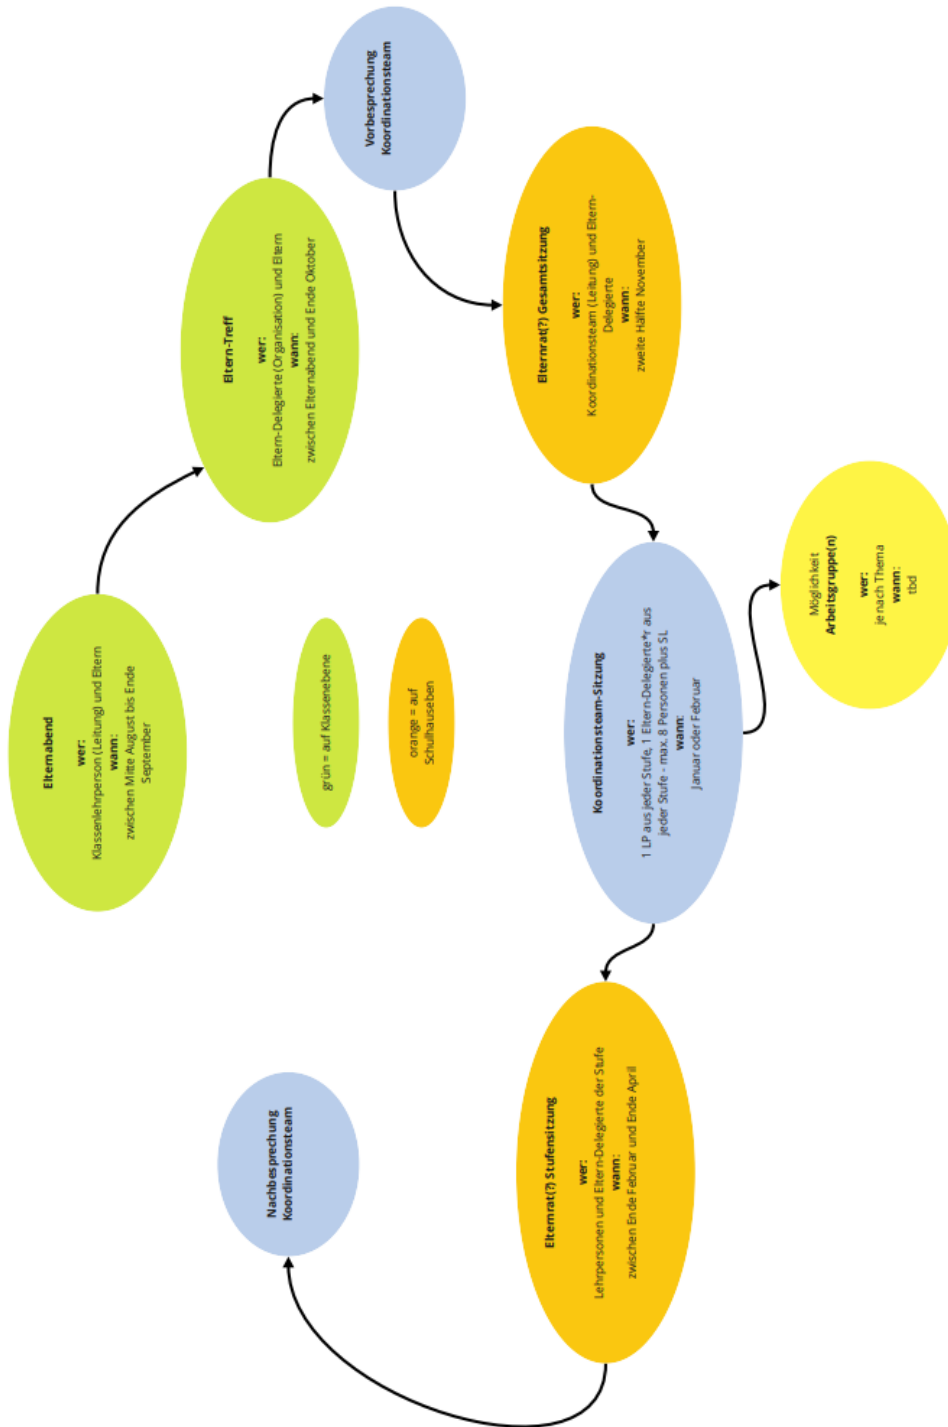 Elternabend
wer:
Klassenlehrperson (Leitung) und Eltern
wann:
zwischen Mitte August bis Ende
September
Eltern-Treff
wer:
Eltern-Delegierte (Organisation) und Eltern
wann:
zwischen Elternabend und Ende Oktober
Vorbesprechung
Koordinationsteam
Elternrat(?) Gesamtsitzung
wer:
Koordinationsteam (Leitung) und Eltern-
Delegierte
wann:
zweite Hälfte November
Koordinationsteam-Sitzung
wer:
1 LP aus jeder Stufe, 1 Eltern-Delegierte*r aus
jeder Stufe - max. 8 Personen plus SL
wann:
Januar oder Februar
Möglichkeit
Arbeitsgruppe(n)
wer:
je nach Thema
wann:
tbd
Elternrat(?) Stufensitzung
wer:
Lehrpersonen und Eltern-Delegierte der Stufe
wann:
zwischen Ende Februar und Ende April
Nachbesprechung
Koordinationsteam
grün = auf Klassenebene
orange = auf
Schulhauseben